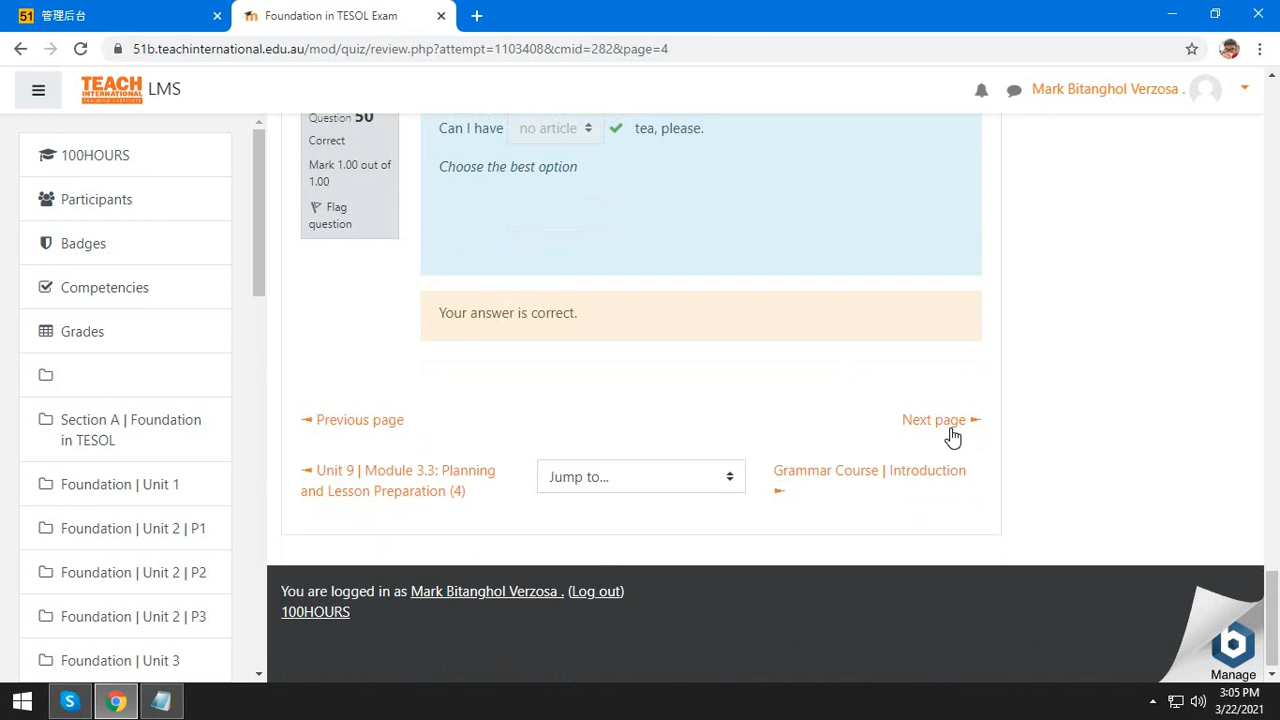 51 管理后台
Foundation in TESOL Exam
51b.teachinternational.edu.au/mod/quiz/review.php?attempt=1103408&cmid=282&page=4
TEACH
INTERNATIONAL
LMS
Mark Bitanghol Verzosa .
100HOURS
Participants
Badges
Competencies
Grades
Section A | Foundation
in TESOL
Foundation | Unit 1
Foundation | Unit 2 | P1
Foundation | Unit 2 | P2
Foundation | Unit 2 | P3
Foundation | Unit 3
Question 50
Correct
Mark 1.00 out of
1.00
Flag
question
Can I have no article tea, please.
Choose the best option
Your answer is correct.
◄ Previous page
Next page ►
◄ Unit 9 | Module 3.3: Planning
and Lesson Preparation (4)
Jump to...
Grammar Course | Introduction
►
You are logged in as Mark Bitanghol Verzosa . (Log out)
100HOURS
b
Manage
3:05 PM
3/22/2021